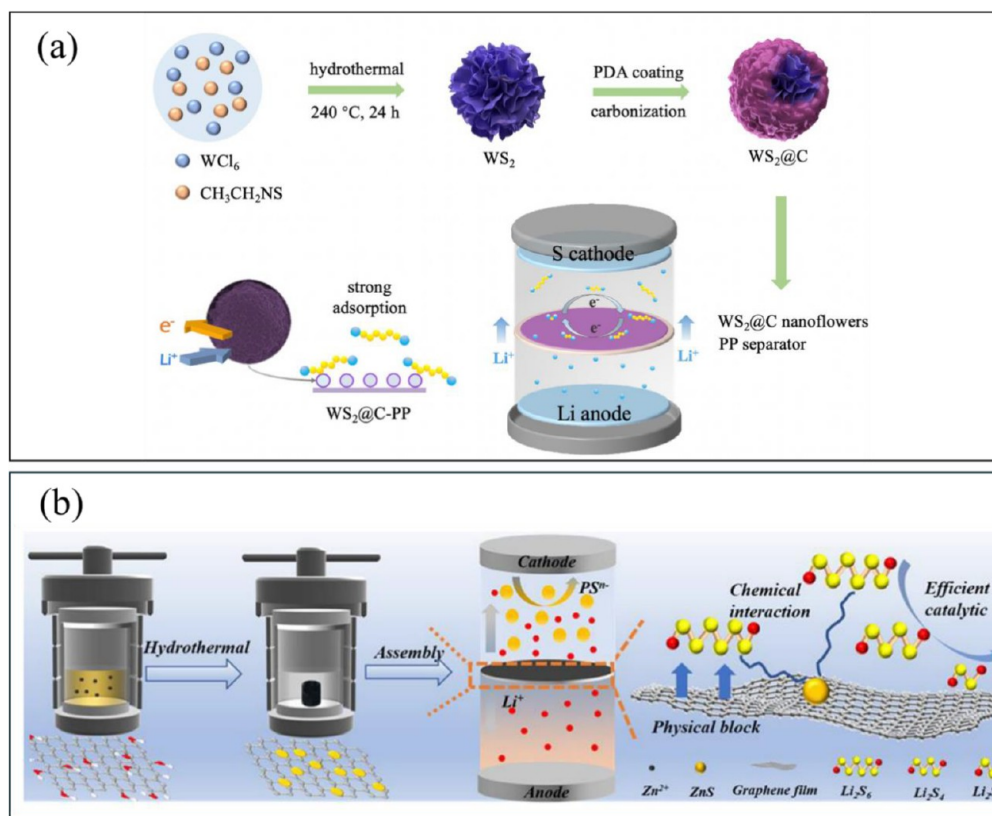 (a)
hydrothermal
240 °C, 24 h
PDA coating
carbonization
WCl₆
CH₃CH₂NS
WS₂
WS₂@C
S cathode
e⁻
e⁻
Li⁺
Li⁺
Li anode
WS₂@C nanoflowers
PP separator
e⁻
Li⁺
strong
adsorption
WS₂@C-PP
(b)
Hydrothermal
Assembly
Cathode
PSⁿ⁻
Li⁺
Anode
Chemical
interaction
Efficient
catalytic
Physical block
Zn²⁺
ZnS
Graphene film
Li₂S₆
Li₂S₄